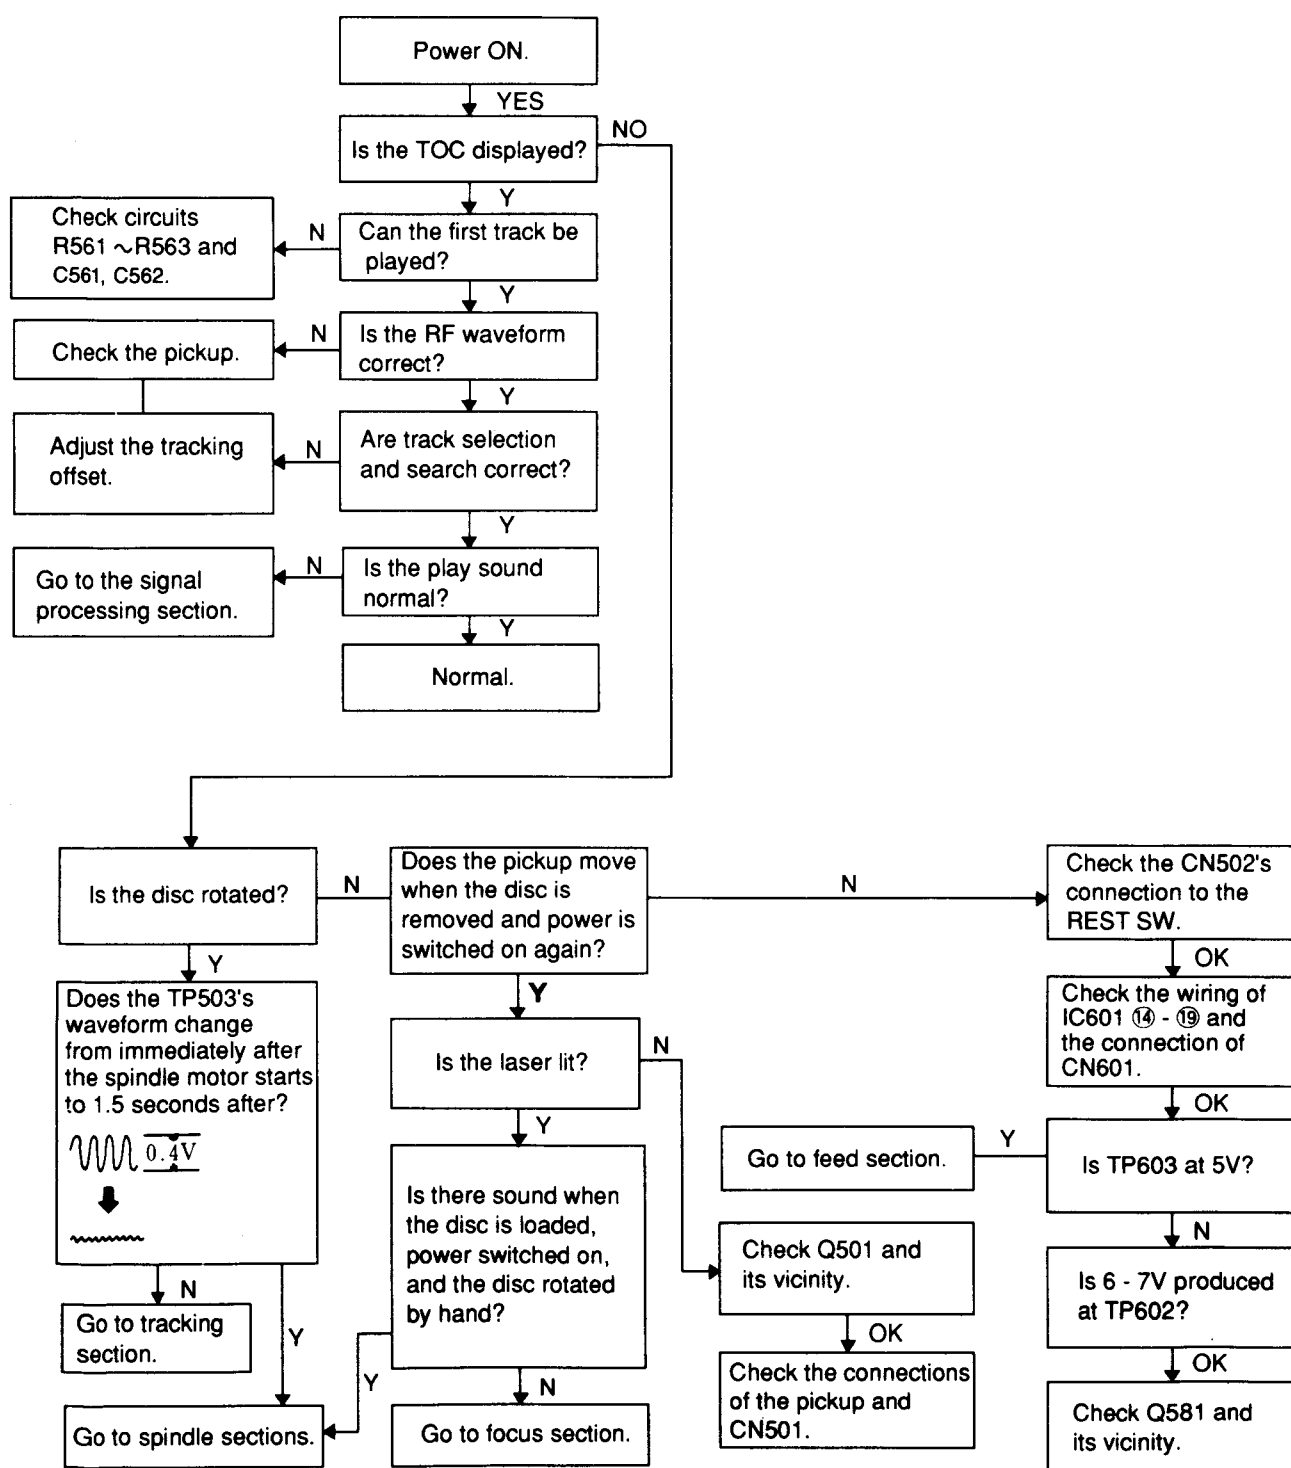 Power ON.
YES
Is the TOC displayed?
NO
Y
Check circuits
R561 ~R563 and
C561, C562.
N
Can the first track be
played?
Y
Check the pickup.
N
Is the RF waveform
correct?
Y
Adjust the tracking
offset.
N
Are track selection
and search correct?
Y
Go to the signal
processing section.
N
Is the play sound
normal?
Y
Normal.
Is the disc rotated?
N
Does the pickup move
when the disc is
removed and power is
switched on again?
N
Check the CN502's
connection to the
REST SW.
Y
Y
OK
Does the TP503's
waveform change
from immediately after
the spindle motor starts
to 1.5 seconds after?
0.4V
Is the laser lit?
N
Check the wiring of
IC601 ⑭ - ⑲ and
the connection of
CN601.
Y
OK
Is there sound when
the disc is loaded,
power switched on,
and the disc rotated
by hand?
Go to feed section.
Y
Is TP603 at 5V?
N
Check Q501 and
its vicinity.
Is 6 - 7V produced
at TP602?
N
Go to tracking
section.
Y
Y
N
OK
OK
Go to spindle sections.
Go to focus section.
Check the connections
of the pickup and
CN501.
Check Q581 and
its vicinity.